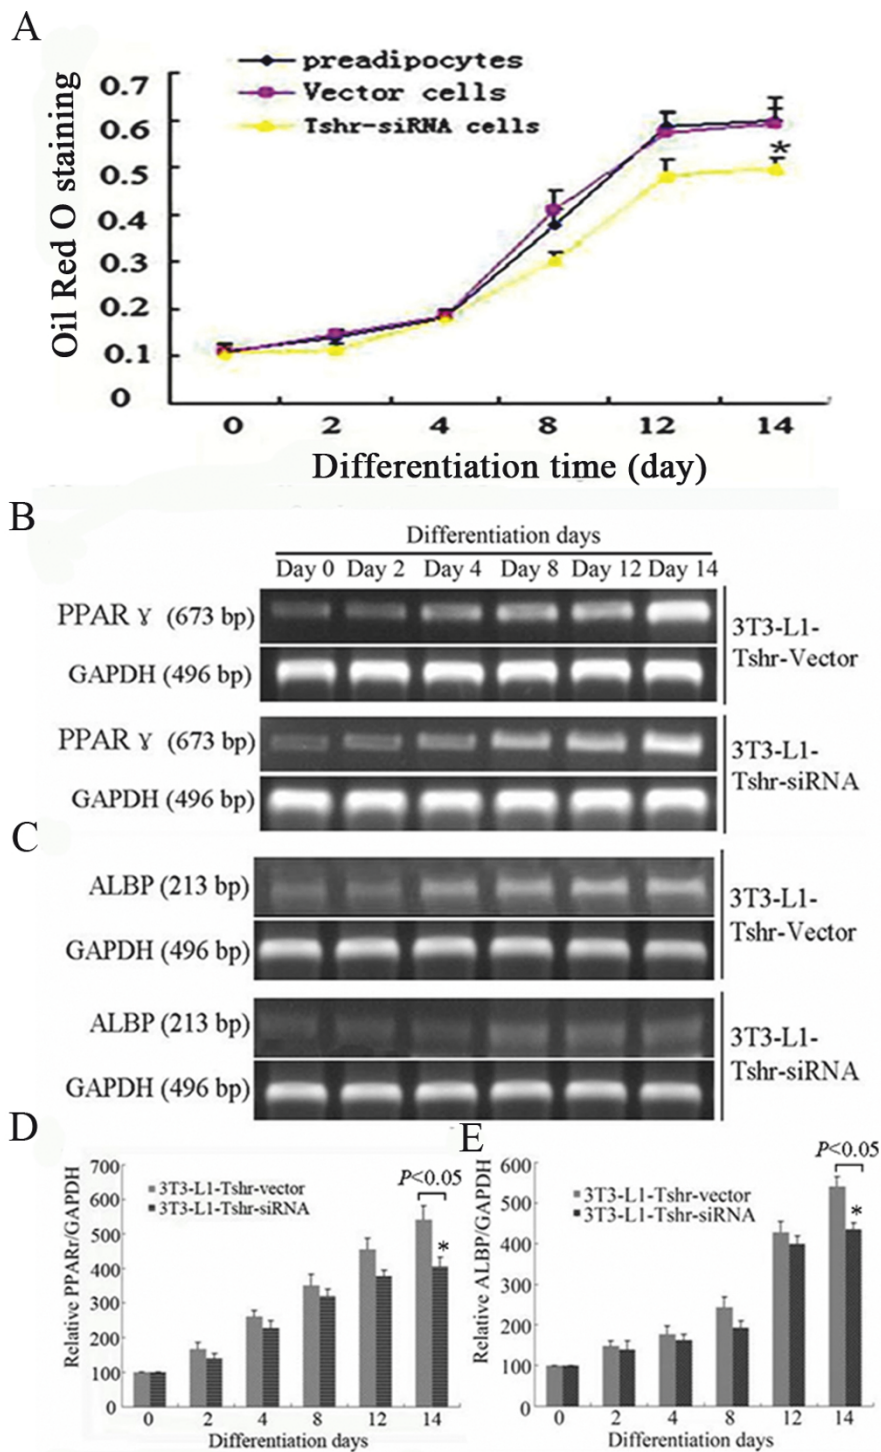 A
preadipocytes
Vector cells
Tshr-siRNA cells
Oil Red O staining
0.7
0.6
0.5
0.4
0.3
0.2
0.1
0
0 2 4 8 12 14
*
Differentiation time (day)
B
Differentiation days
Day 0 Day 2 Day 4 Day 8 Day 12 Day 14
PPAR γ (673 bp)
GAPDH (496 bp)
3T3-L1-
Tshr-Vector
PPAR γ (673 bp)
GAPDH (496 bp)
3T3-L1-
Tshr-siRNA
C
ALBP (213 bp)
GAPDH (496 bp)
3T3-L1-
Tshr-Vector
ALBP (213 bp)
GAPDH (496 bp)
3T3-L1-
Tshr-siRNA
D
Relative PPARr/GAPDH
700
600
500
400
300
200
100
0
3T3-L1-Tshr-vector
3T3-L1-Tshr-siRNA
P<0.05
*
0 2 4 8 12 14
Differentiation days
E
Relative ALBP/GAPDH
600
500
400
300
200
100
0
3T3-L1-Tshr-vector
3T3-L1-Tshr-siRNA
P<0.05
*
0 2 4 8 12 14
Differentiation days